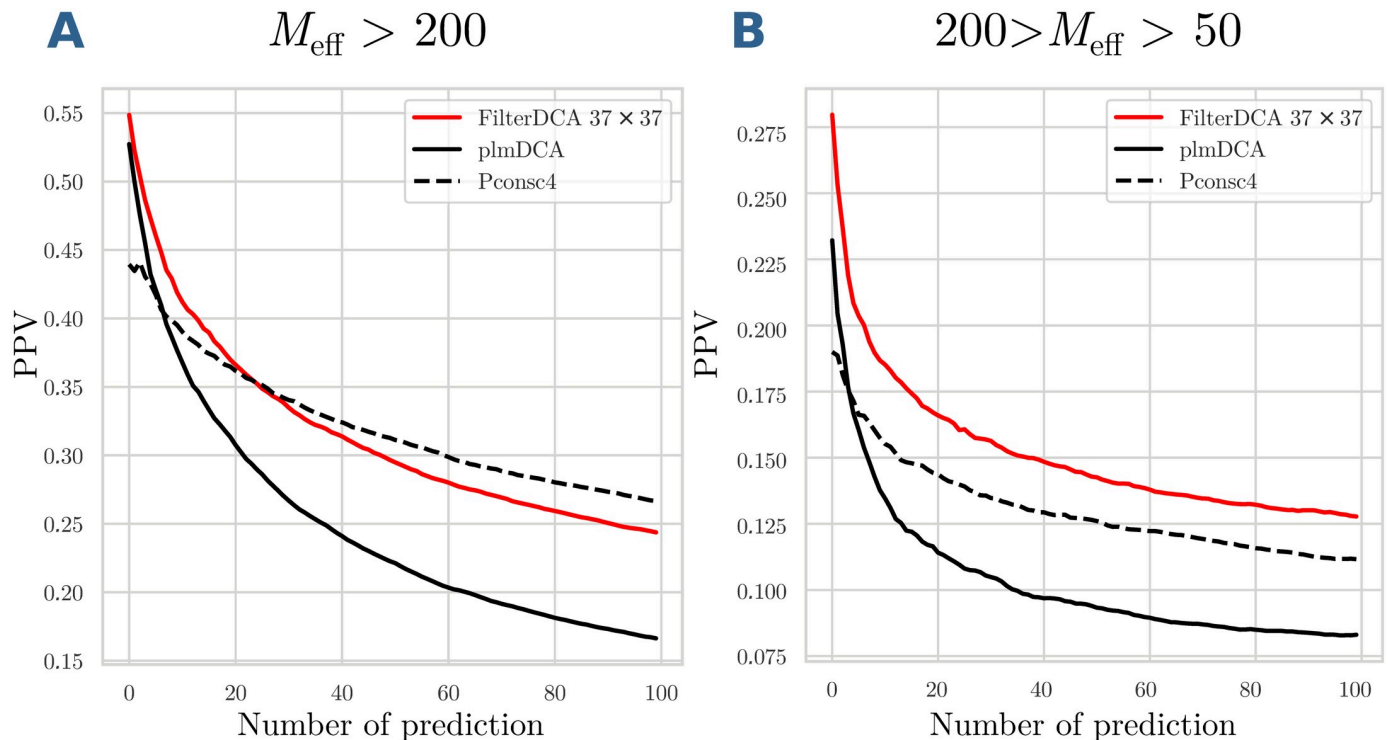 A
M_eff > 200
FilterDCA 37 × 37
plmDCA
Pconsc4
0.55
0.50
0.45
0.40
0.35
0.30
0.25
0.20
0.15
PPV
0 20 40 60 80 100
Number of prediction
B
200>M_eff > 50
FilterDCA 37 × 37
plmDCA
Pconsc4
0.275
0.250
0.225
0.200
0.175
0.150
0.125
0.100
0.075
PPV
0 20 40 60 80 100
Number of prediction